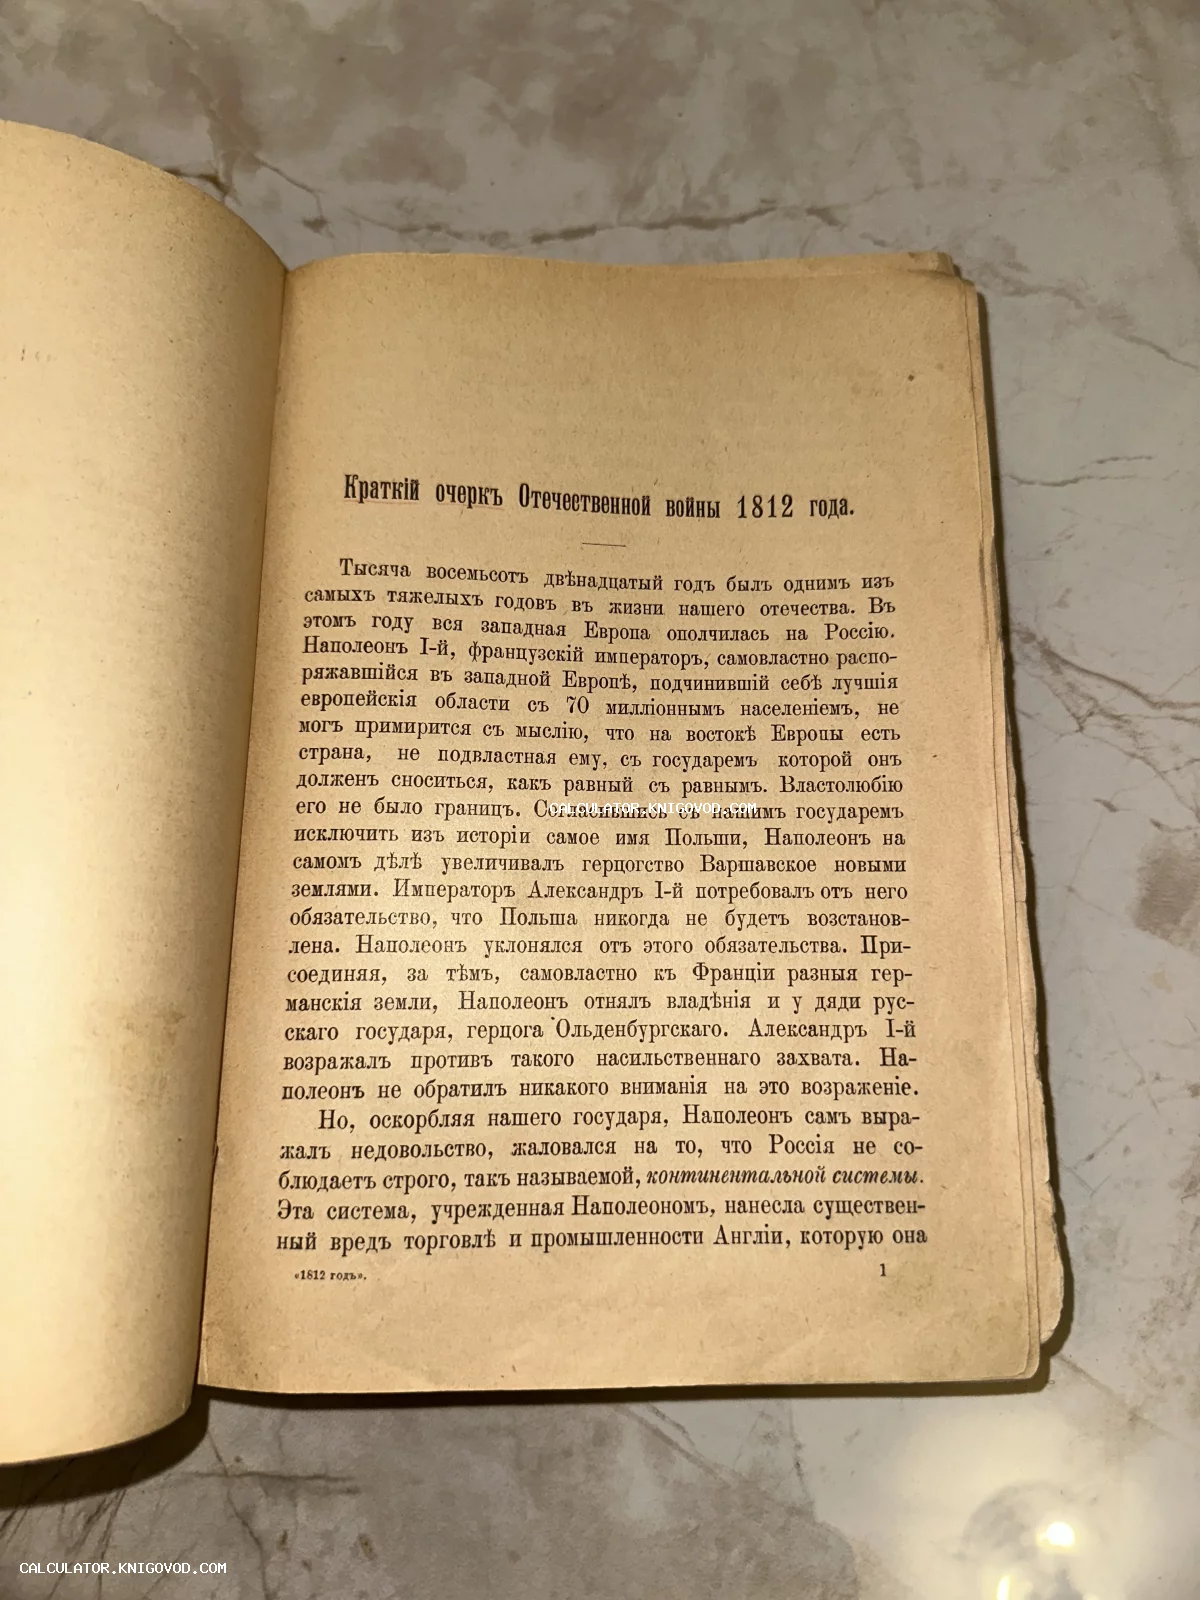 Краткій очеркъ Отечественной войны 1812 года.
Тысяча восемьсотъ двѣнадцатый годъ былъ однимъ изъ
самыхъ тяжелыхъ годовъ въ жизни нашего отечества. Въ
этомъ году вся западная Европа ополчилась на Россію.
Наполеонъ I-й, французскій императоръ, самовластно распо-
ряжавшійся въ западной Европѣ, подчинившій себѣ лучшія
европейскія области съ 70 милліоннымъ населеніемъ, не
могъ примирится съ мыслію, что на востокѣ Европы есть
страна, не подвластная ему, съ государемъ которой онъ
долженъ сноситься, какъ равный съ равнымъ. Властолюбію
его не было границъ. Согласившись съ нашимъ государемъ
CALCULATOR.KNIGOVOD.COM
исключить изъ исторіи самое имя Польши, Наполеонъ на
самомъ дѣлѣ увеличивалъ герцогство Варшавское новыми
землями. Императоръ Александръ I-й потребовалъ отъ него
обязательство, что Польша никогда не будетъ возстанов-
лена. Наполеонъ уклонялся отъ этого обязательства. При-
соединяя, за тѣмъ, самовластно къ Франціи разныя гер-
манскія земли, Наполеонъ отнялъ владѣнія и у дяди рус-
скаго государя, герцога Ольденбургскаго. Александръ I-й
возражалъ противъ такого насильственнаго захвата. На-
полеонъ не обратилъ никакого вниманія на это возраженіе.
Но, оскорбляя нашего государя, Наполеонъ самъ выра-
жалъ недовольство, жаловался на то, что Россія не со-
блюдаетъ строго, такъ называемой, континентальной системы.
Эта система, учрежденная Наполеономъ, нанесла существен-
ный вредъ торговлѣ и промышленности Англіи, которую она
«1812 годъ». 1
CALCULATOR.KNIGOVOD.COM